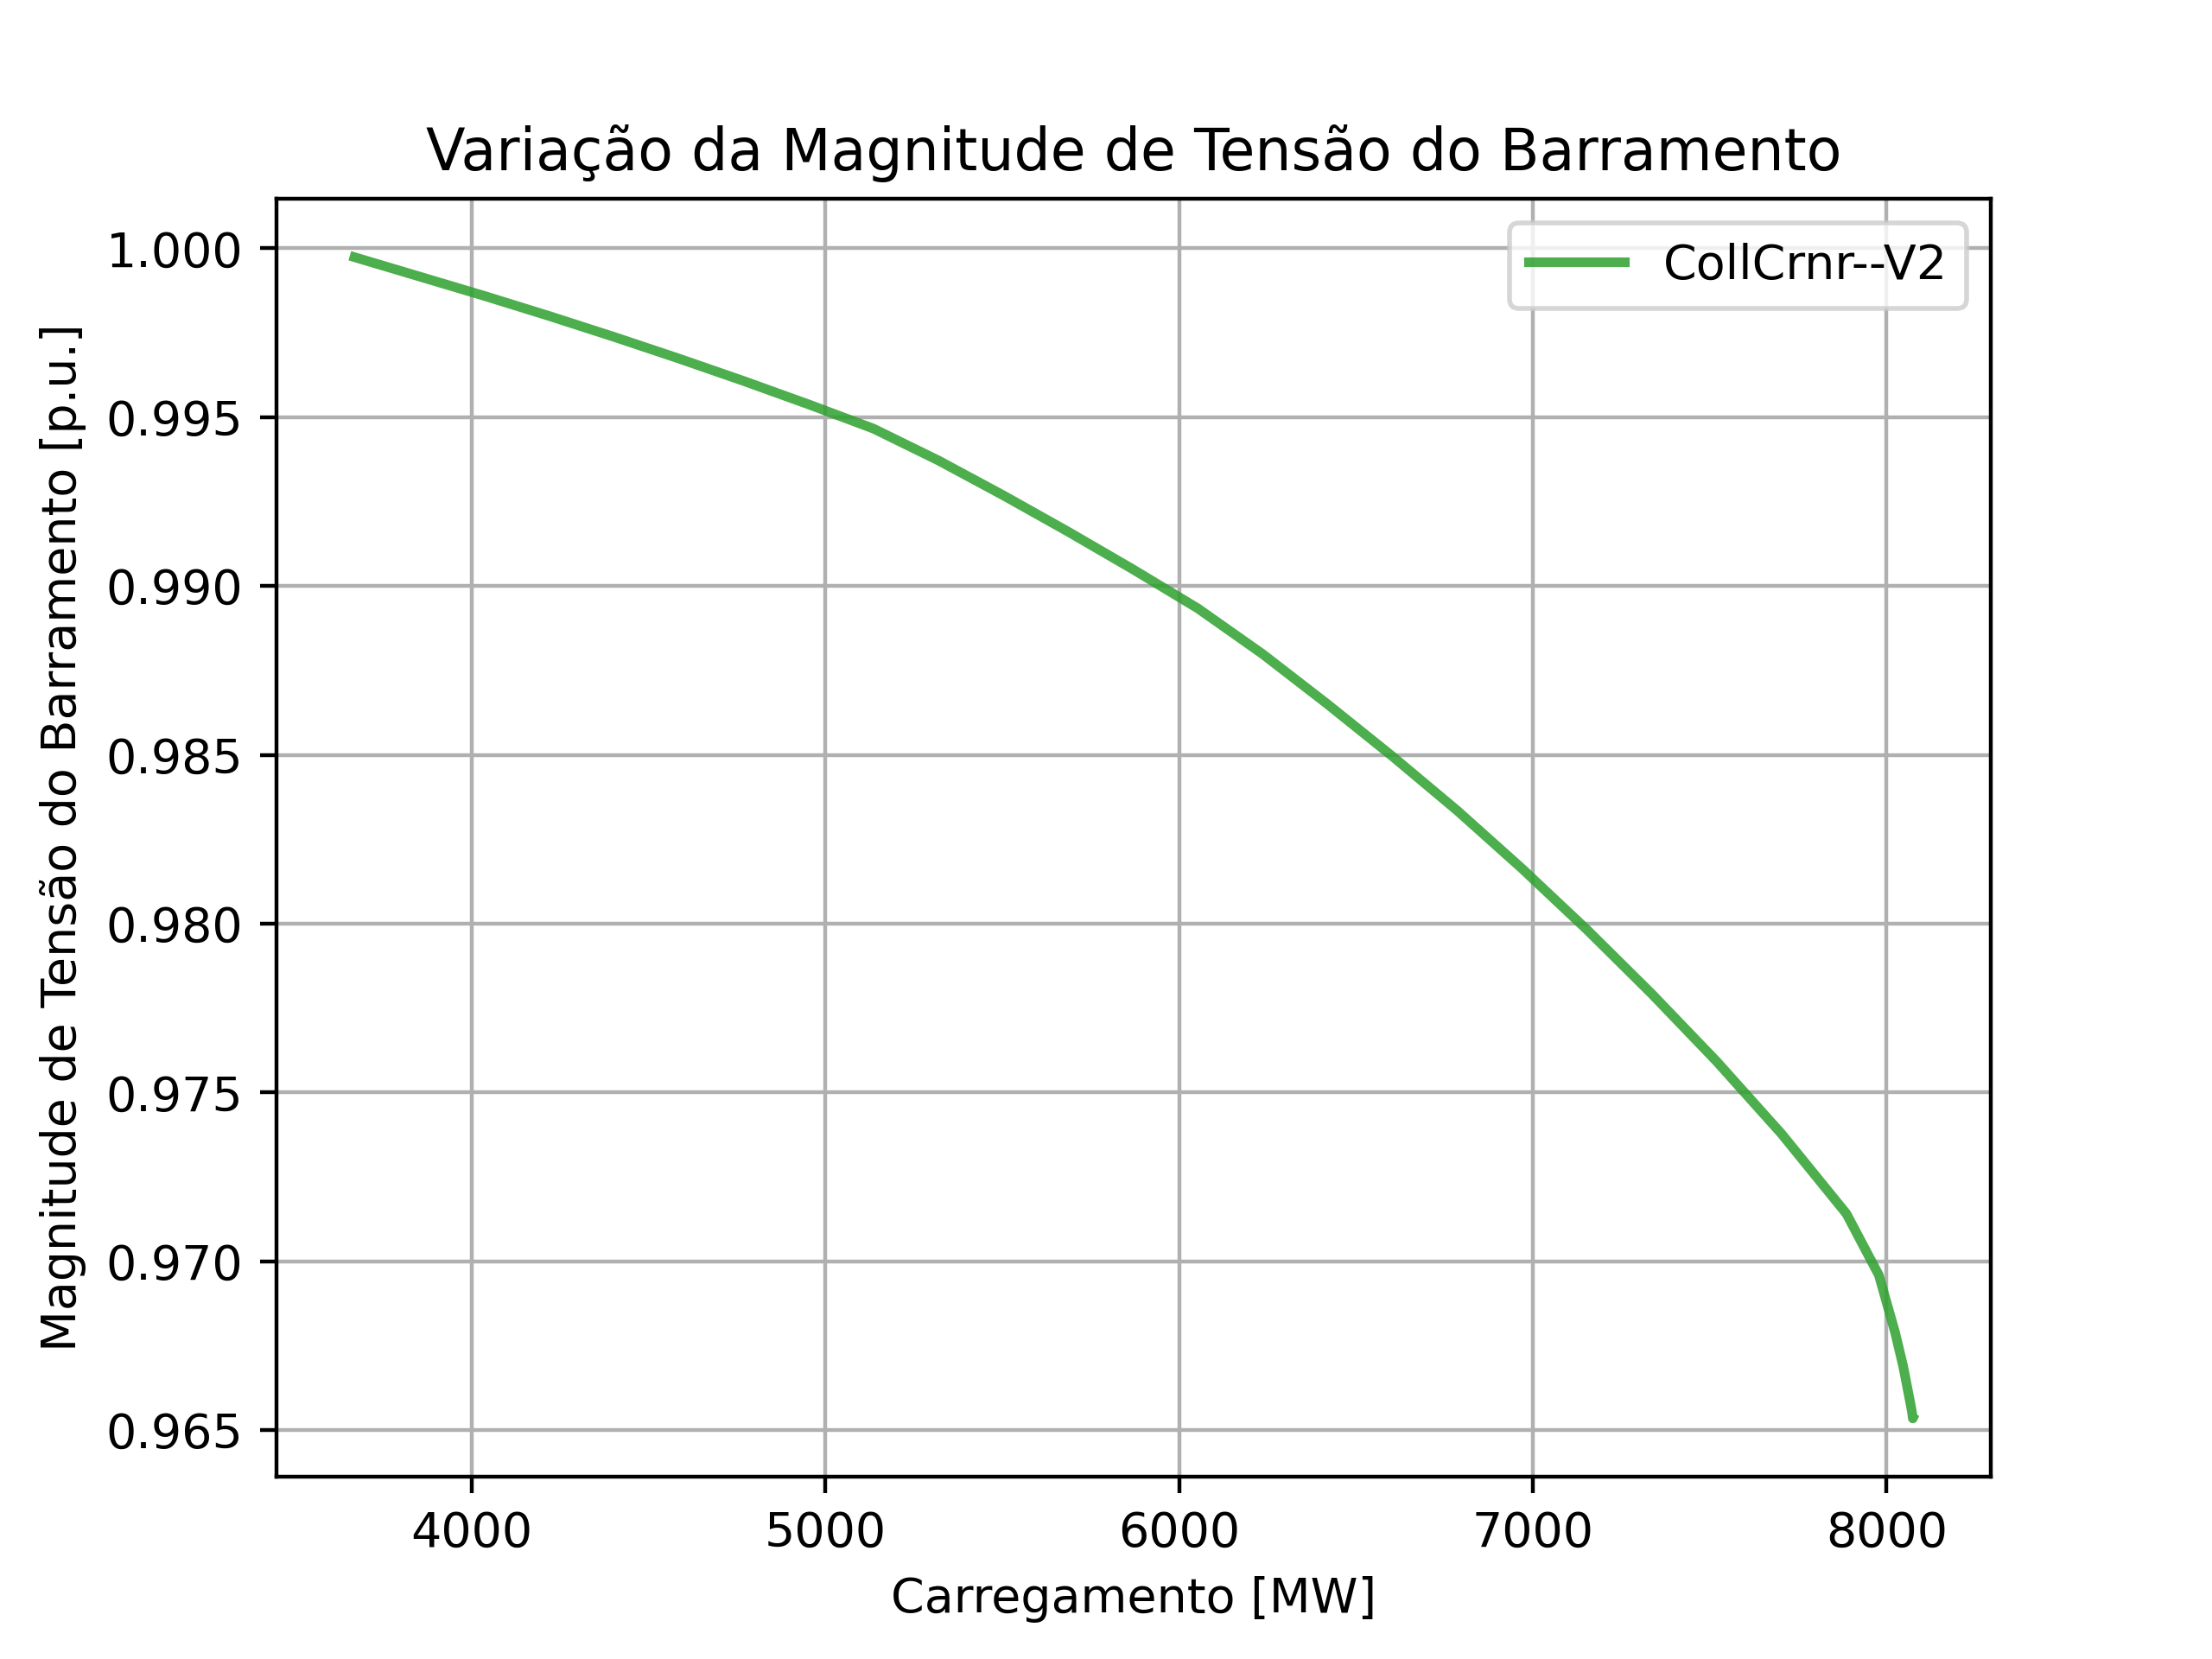 Variação da Magnitude de Tensão do Barramento
CollCrnr--V2
Magnitude de Tensão do Barramento [p.u.]
1.000
0.995
0.990
0.985
0.980
0.975
0.970
0.965
4000 5000 6000 7000 8000
Carregamento [MW]